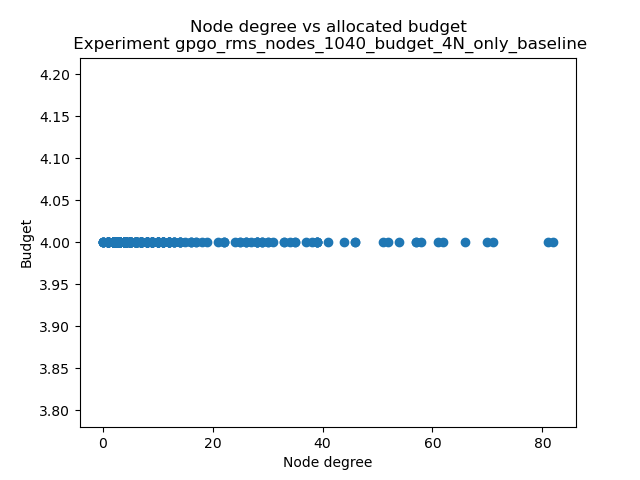 Node degree vs allocated budget
Experiment gpgo_rms_nodes_1040_budget_4N_only_baseline
4.20
4.15
4.10
4.05
4.00
3.95
3.90
3.85
3.80
Budget
0 20 40 60 80
Node degree